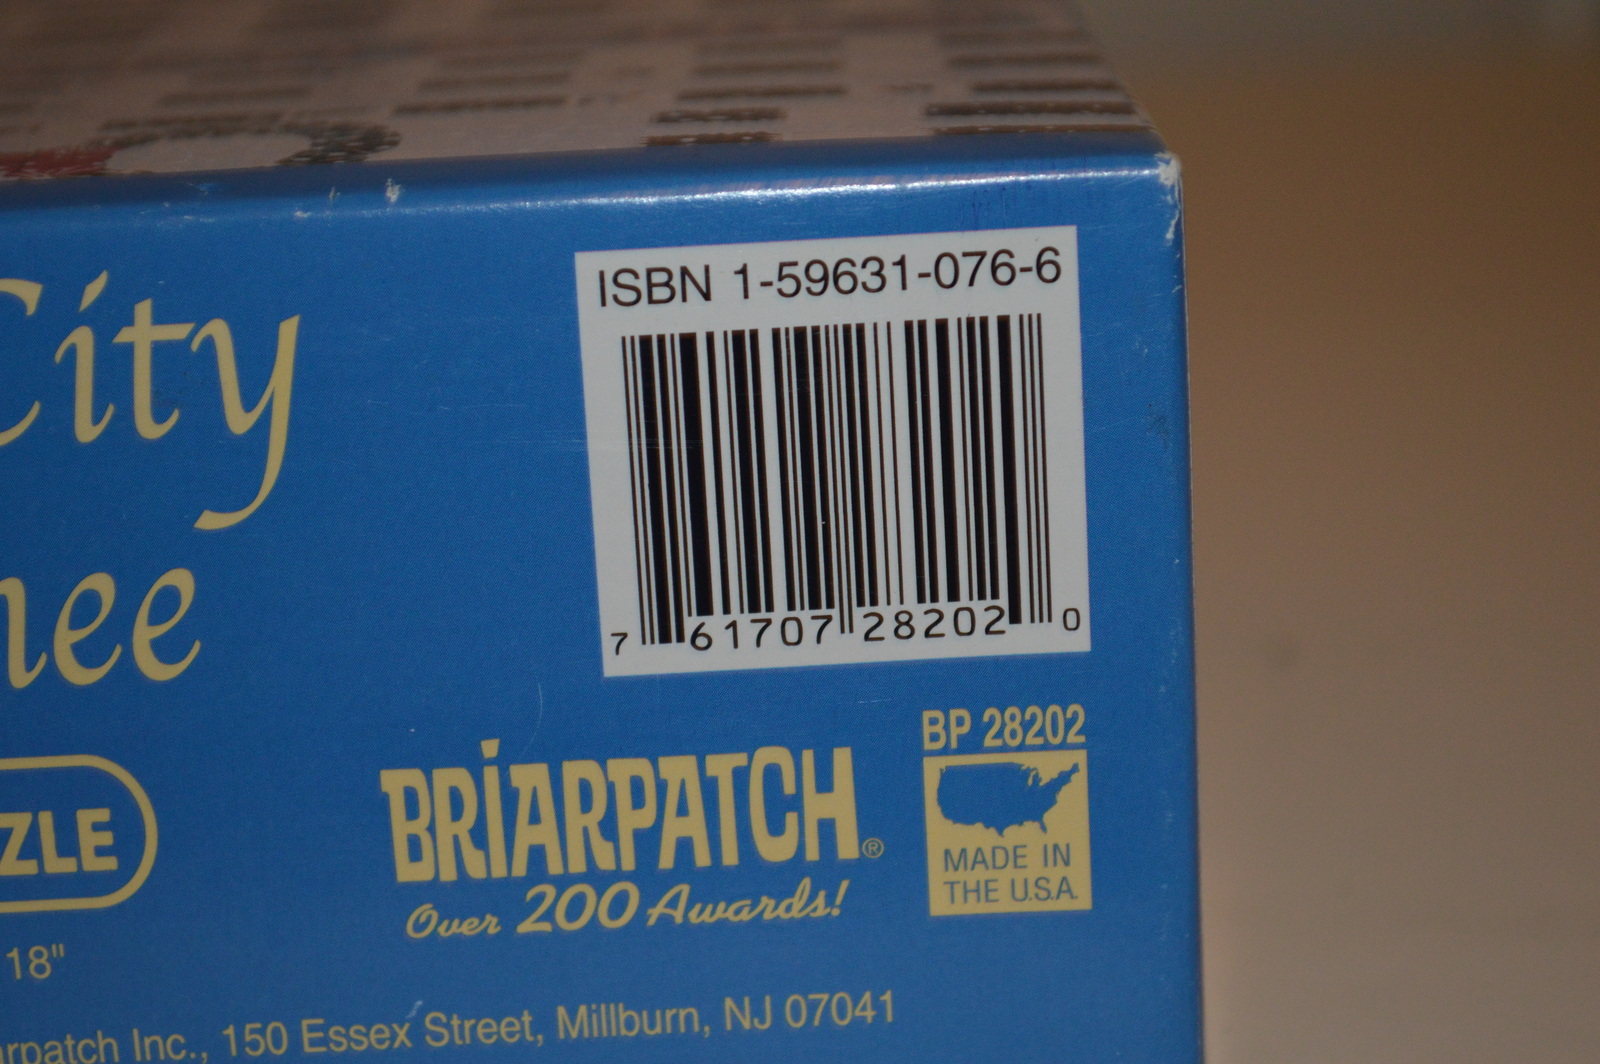 City
ISBN 1-59631-076-6
7 61707 28202 0
nee
BP 28202
BRIARPATCH®
ZLE
MADE IN
THE U.S.A.
Over 200 Awards!
18"
arpatch Inc., 150 Essex Street, Millburn, NJ 07041